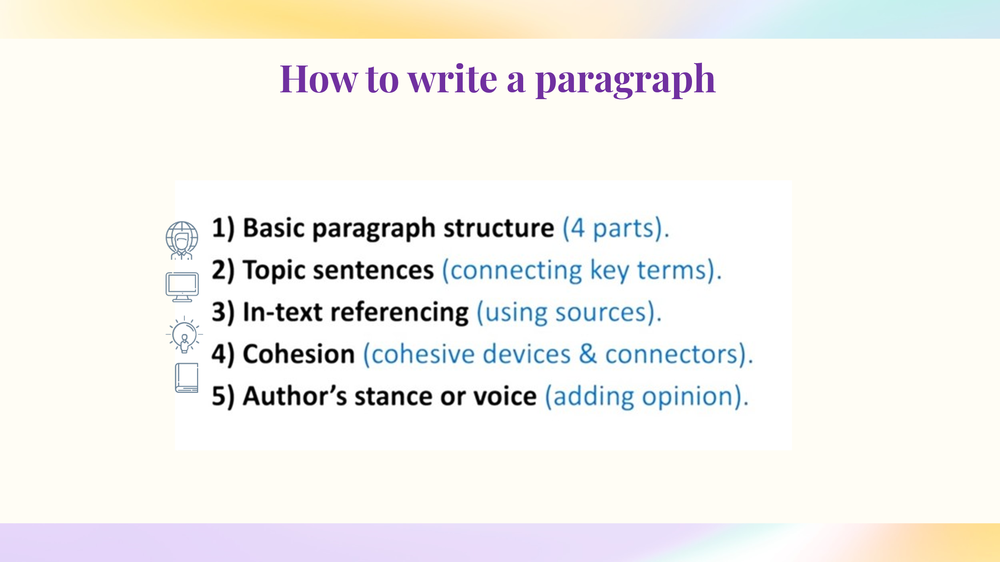 How to write a paragraph
1) Basic paragraph structure (4 parts).
2) Topic sentences (connecting key terms).
3) In-text referencing (using sources).
4) Cohesion (cohesive devices & connectors).
5) Author’s stance or voice (adding opinion).